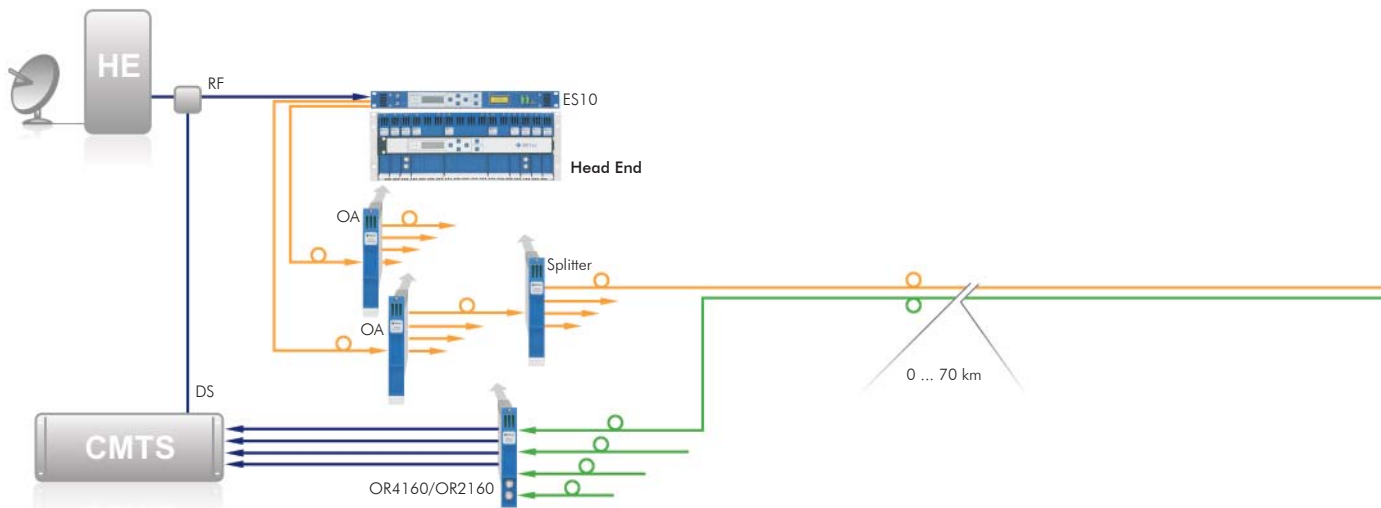 HE
RF
ES10
Head End
OA
Splitter
OA
0 ... 70 km
DS
CMTS
OR4160/OR2160